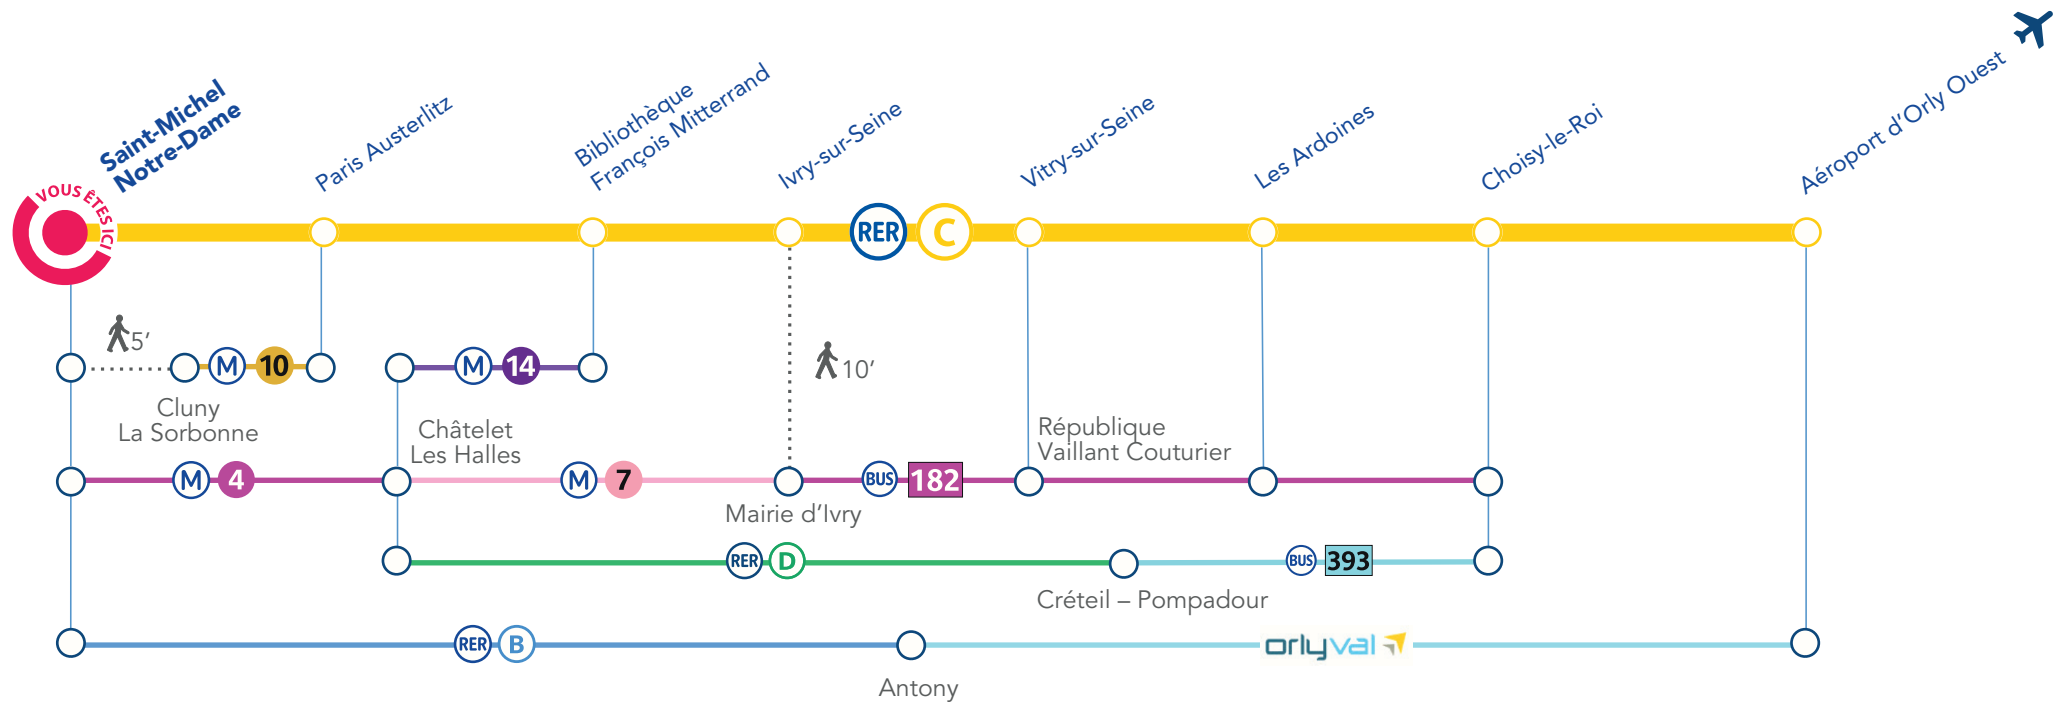 Saint-Michel
Notre-Dame
Paris Austerlitz
Bibliothèque
François Mitterrand
Ivry-sur-Seine
Vitry-sur-Seine
Les Ardoines
Choisy-le-Roi
Aéroport d’Orly Ouest
VOUS ÊTES ICI
RER C
5’
10’
M 10
M 14
Cluny
La Sorbonne
Châtelet
Les Halles
République
Vaillant Couturier
M 4
M 7
BUS 182
Mairie d’Ivry
RER D
BUS 393
Créteil – Pompadour
RER B
orlyval
Antony